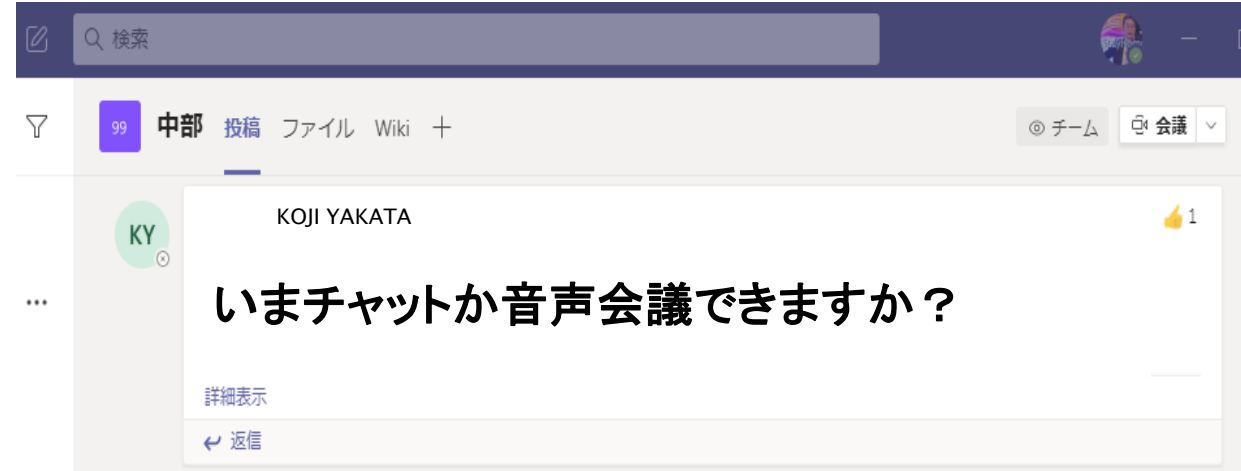 検索
99 中部 投稿 ファイル Wiki チーム 会議
KOJI YAKATA 1
KY
いまチャットか音声会議できますか？
詳細表示
返信